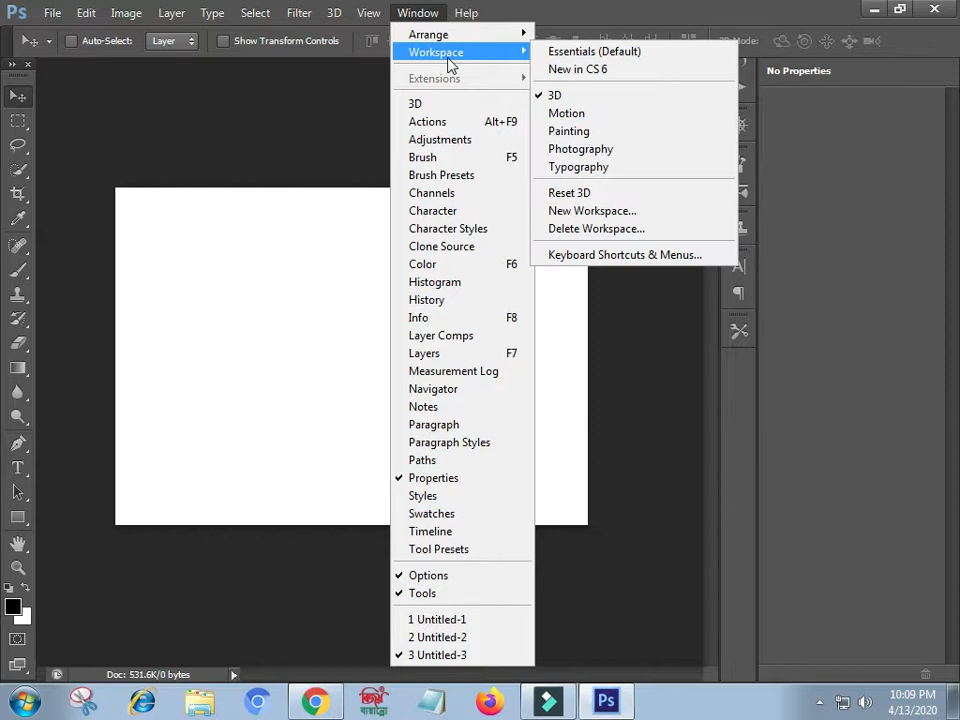 Ps File Edit Image Layer Type Select Filter 3D View Window Help
Auto-Select: Layer Show Transform Controls Mode:
Arrange
Workspace
Extensions
3D
Actions Alt+F9
Adjustments
Brush F5
Brush Presets
Channels
Character
Character Styles
Clone Source
Color F6
Histogram
History
Info F8
Layer Comps
Layers F7
Measurement Log
Navigator
Notes
Paragraph
Paragraph Styles
Paths
Properties
Styles
Swatches
Timeline
Tool Presets
Options
Tools
1 Untitled-1
2 Untitled-2
3 Untitled-3
Essentials (Default)
New in CS 6
3D
Motion
Painting
Photography
Typography
Reset 3D
New Workspace...
Delete Workspace...
Keyboard Shortcuts & Menus...
No Properties
Doc: 531.6K/0 bytes
Ps
10:09 PM
4/13/2020